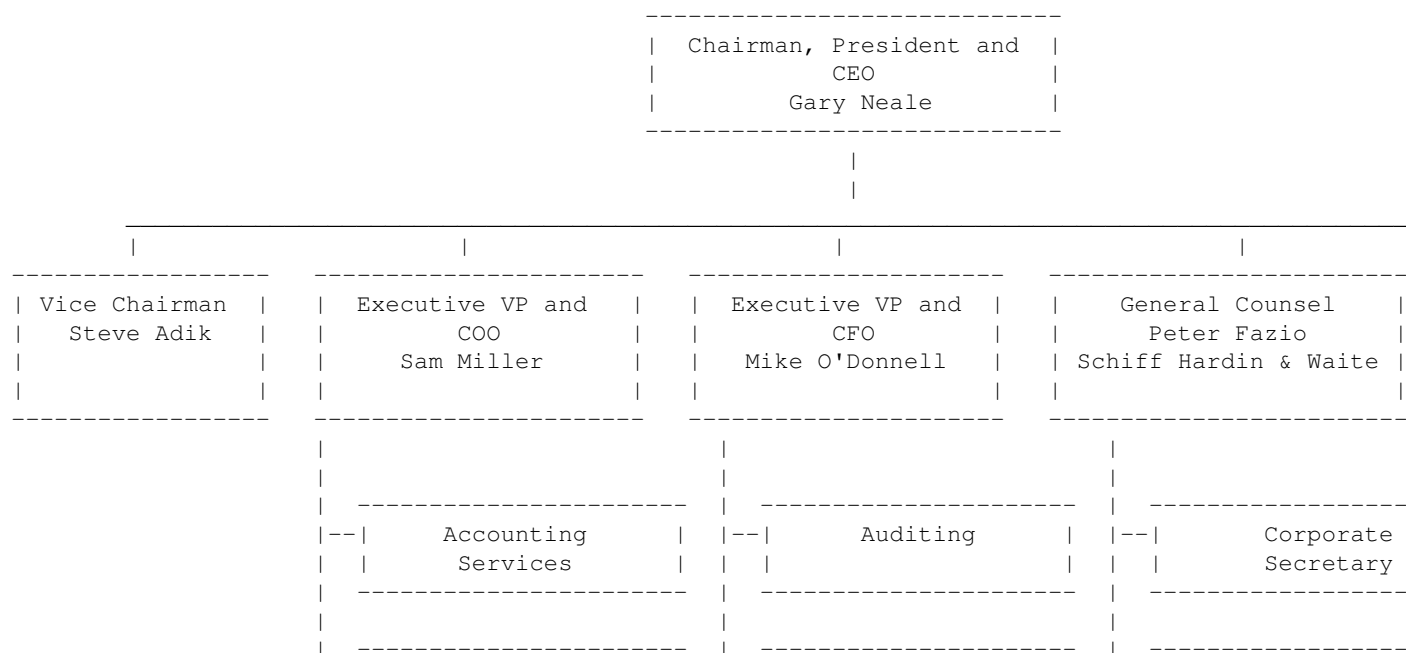 Chairman, President and
CEO
Gary Neale
Vice Chairman
Steve Adik
Executive VP and
COO
Sam Miller
Executive VP and
CFO
Mike O'Donnell
General Counsel
Peter Fazio
Schiff Hardin & Waite
Accounting
Services
Auditing
Corporate
Secretary